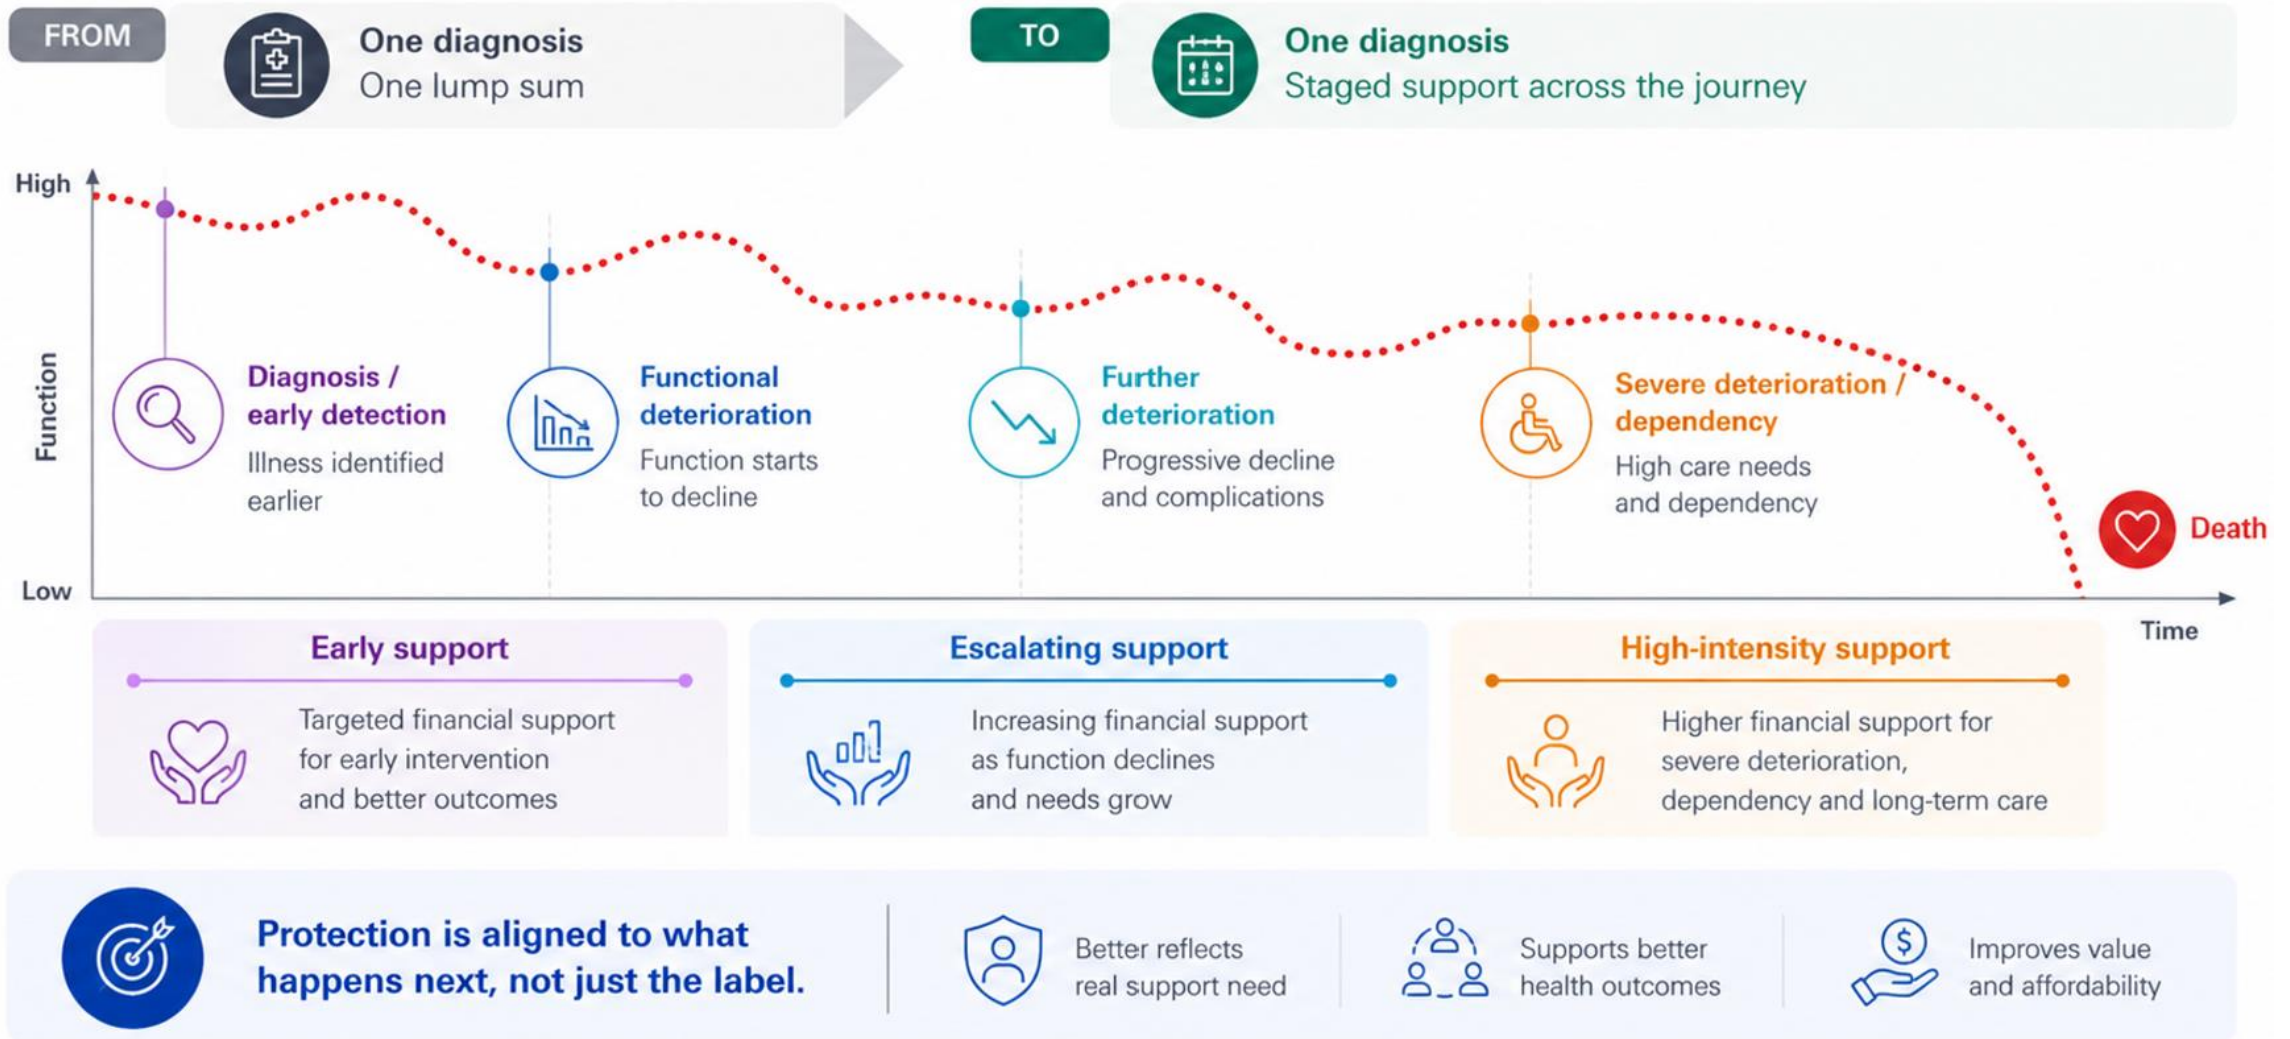 FROM
One diagnosis
One lump sum
TO
One diagnosis
Staged support across the journey
High
Function
Low
Diagnosis /
early detection
Illness identified
earlier
Functional
deterioration
Function starts
to decline
Further
deterioration
Progressive decline
and complications
Severe deterioration /
dependency
High care needs
and dependency
Death
Time
Early support
Targeted financial support
for early intervention
and better outcomes
Escalating support
Increasing financial support
as function declines
and needs grow
High-intensity support
Higher financial support for
severe deterioration,
dependency and long-term care
Protection is aligned to what
happens next, not just the label.
Better reflects
real support need
Supports better
health outcomes
$
Improves value
and affordability